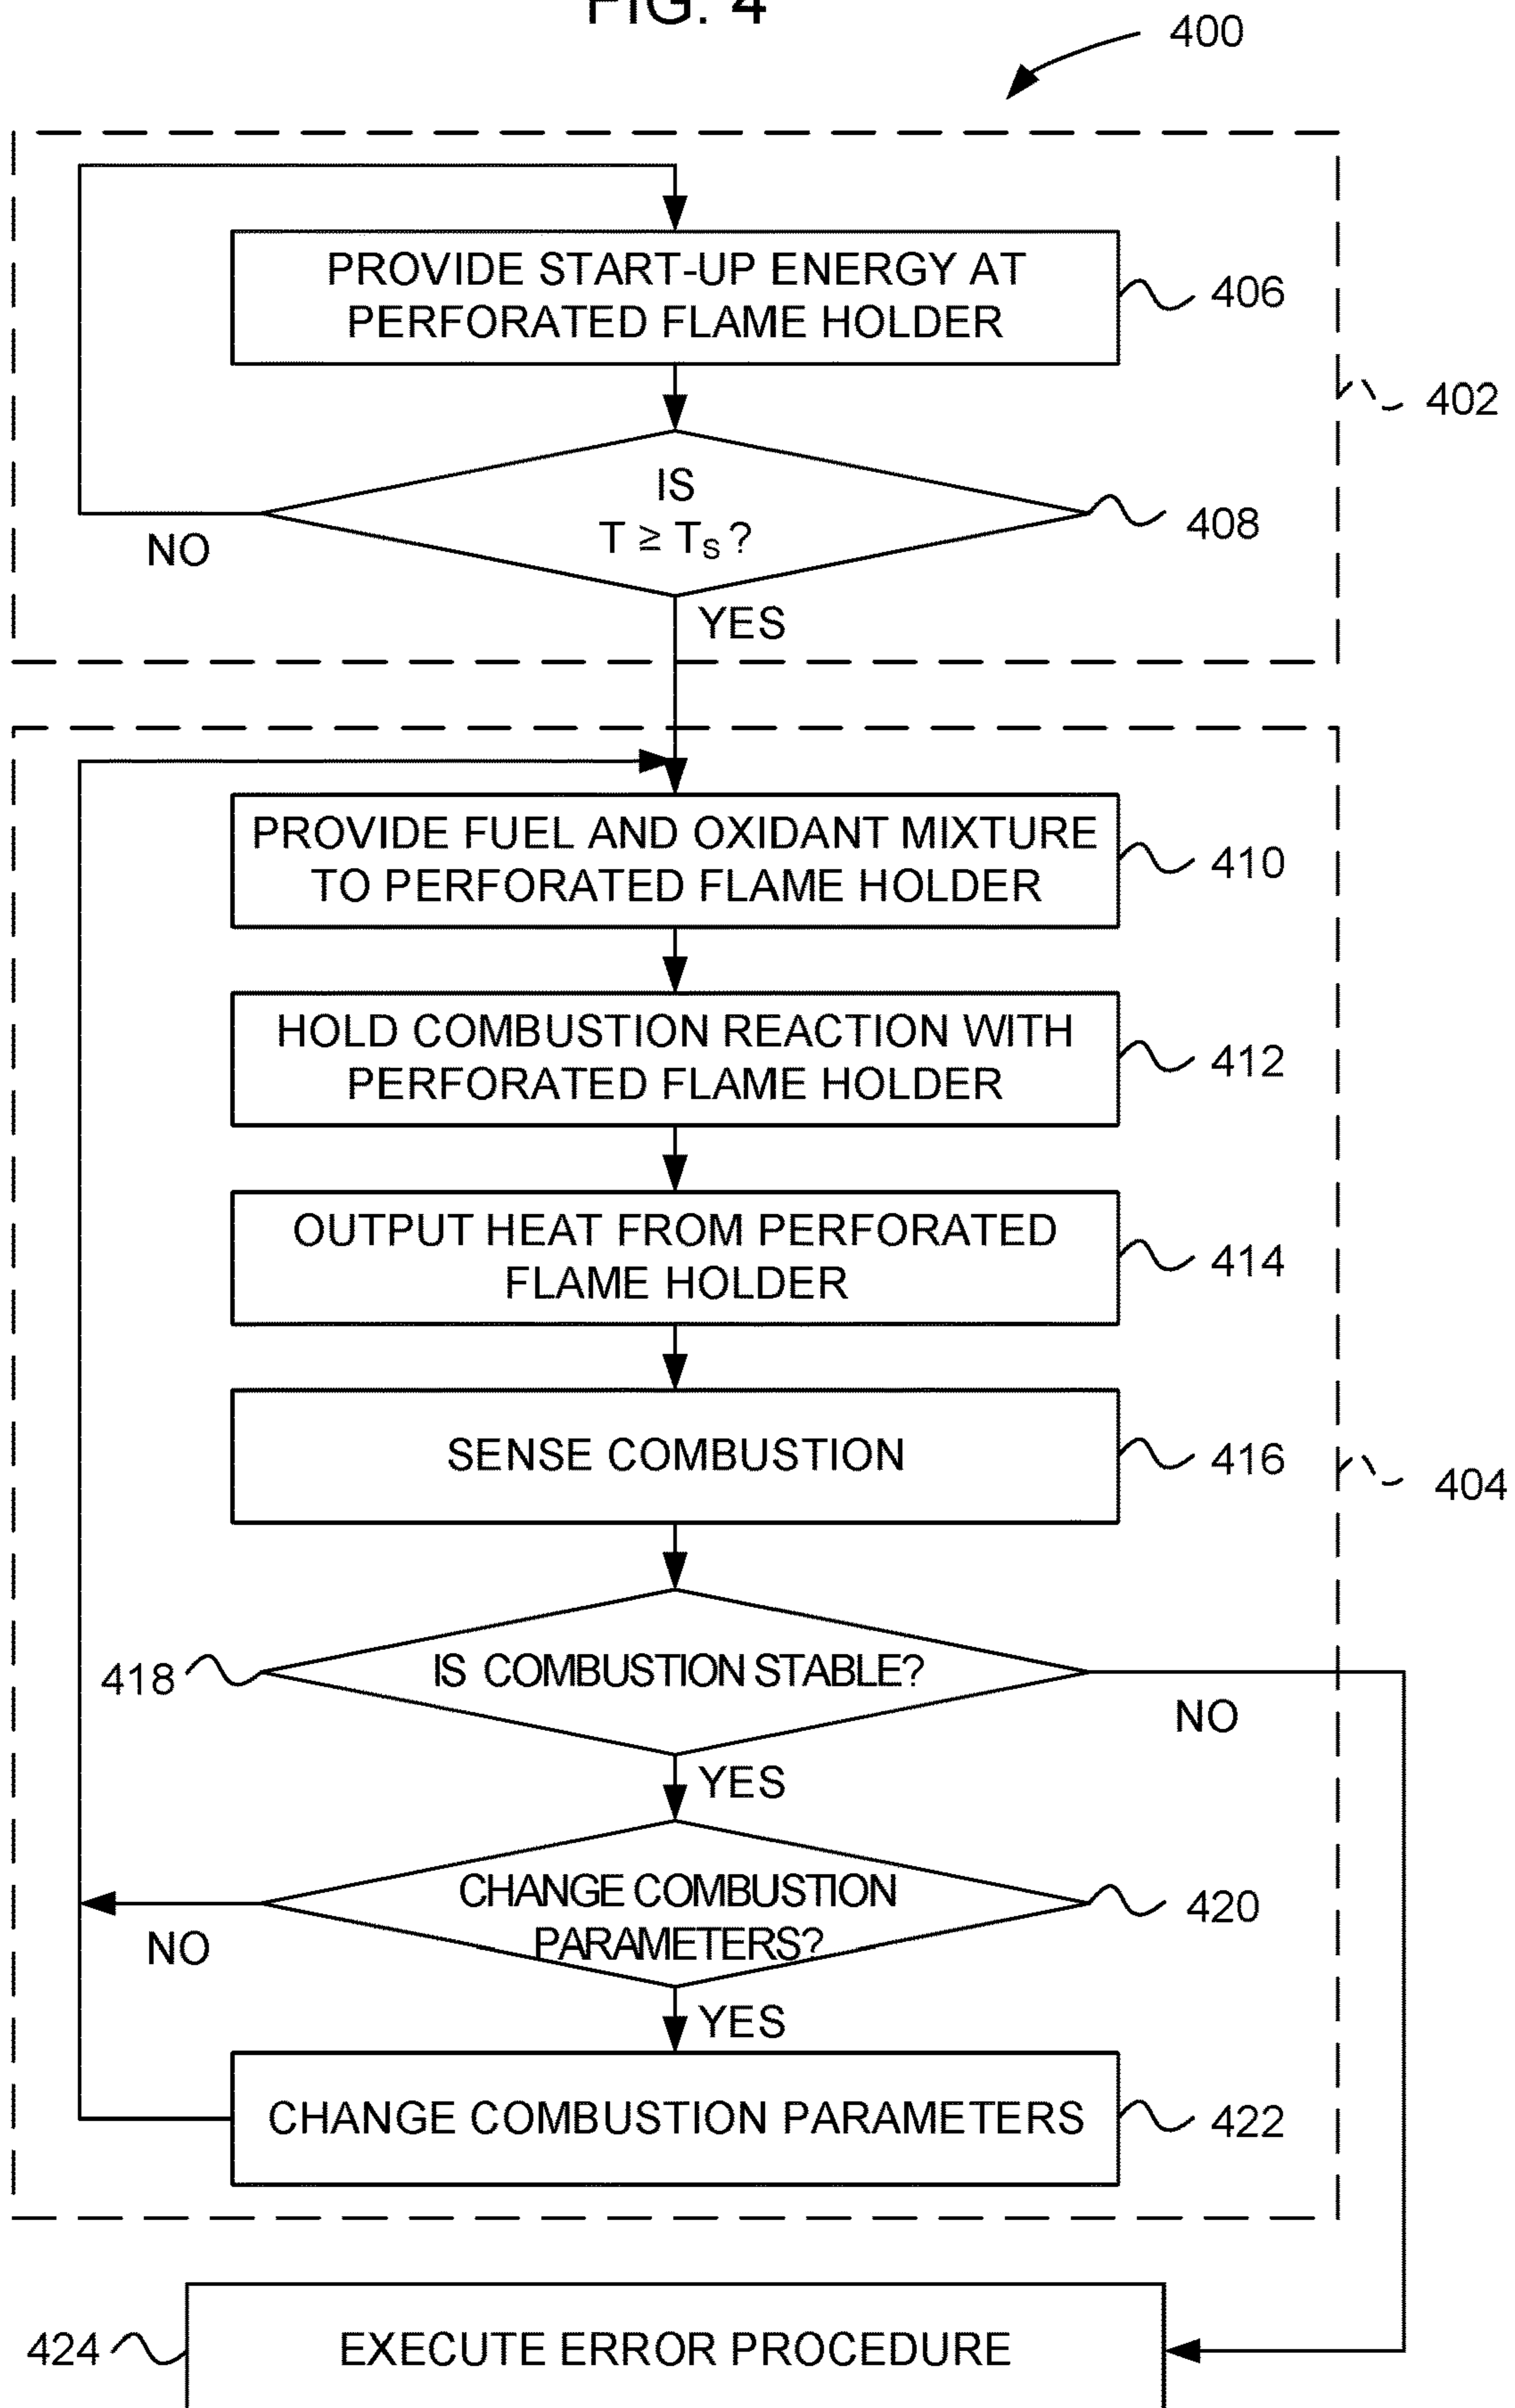 FIG. 4
400
PROVIDE START-UP ENERGY AT
PERFORATED FLAME HOLDER
406
402
IS
T ≥ TS ?
408
NO
YES
PROVIDE FUEL AND OXIDANT MIXTURE
TO PERFORATED FLAME HOLDER
410
HOLD COMBUSTION REACTION WITH
PERFORATED FLAME HOLDER
412
OUTPUT HEAT FROM PERFORATED
FLAME HOLDER
414
SENSE COMBUSTION
416
404
418
IS COMBUSTION STABLE?
NO
YES
CHANGE COMBUSTION
PARAMETERS?
420
NO
YES
CHANGE COMBUSTION PARAMETERS
422
424
EXECUTE ERROR PROCEDURE